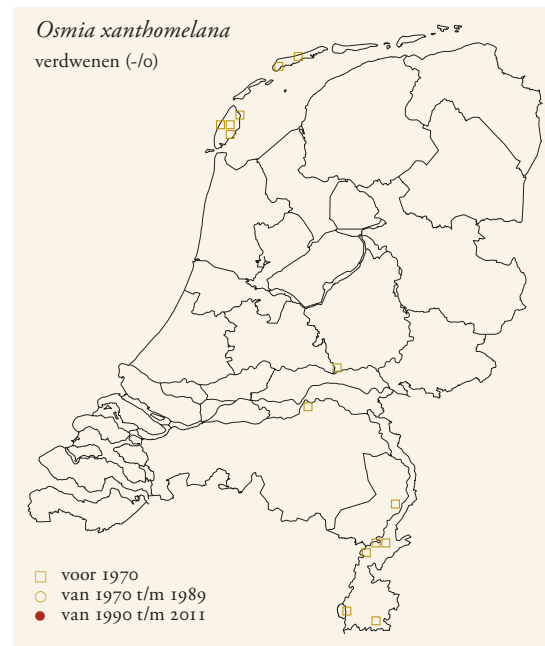 Osmia xanthomelana
verdwenen (-/0)
voor 1970
van 1970 t/m 1989
van 1990 t/m 2011